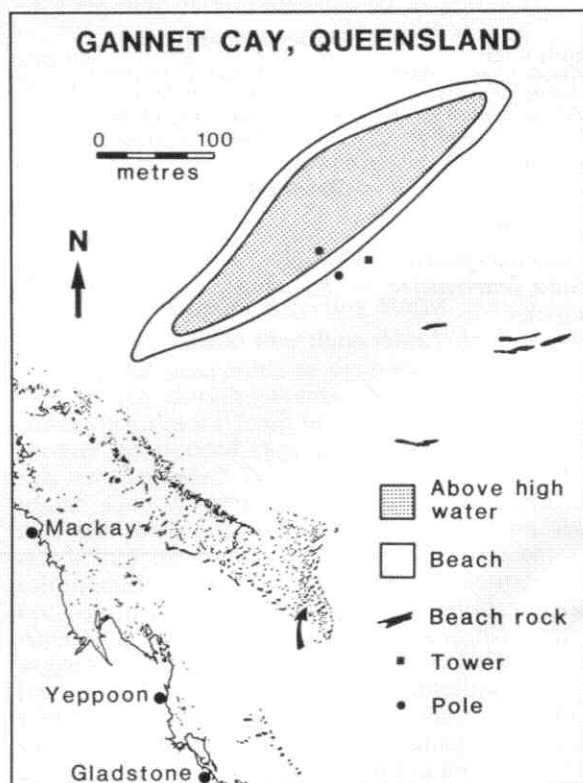 GANNET CAY, QUEENSLAND
0 100
metres
N
Above high
water
Beach
Beach rock
Tower
Pole
Mackay
Yeppoon
Gladstone